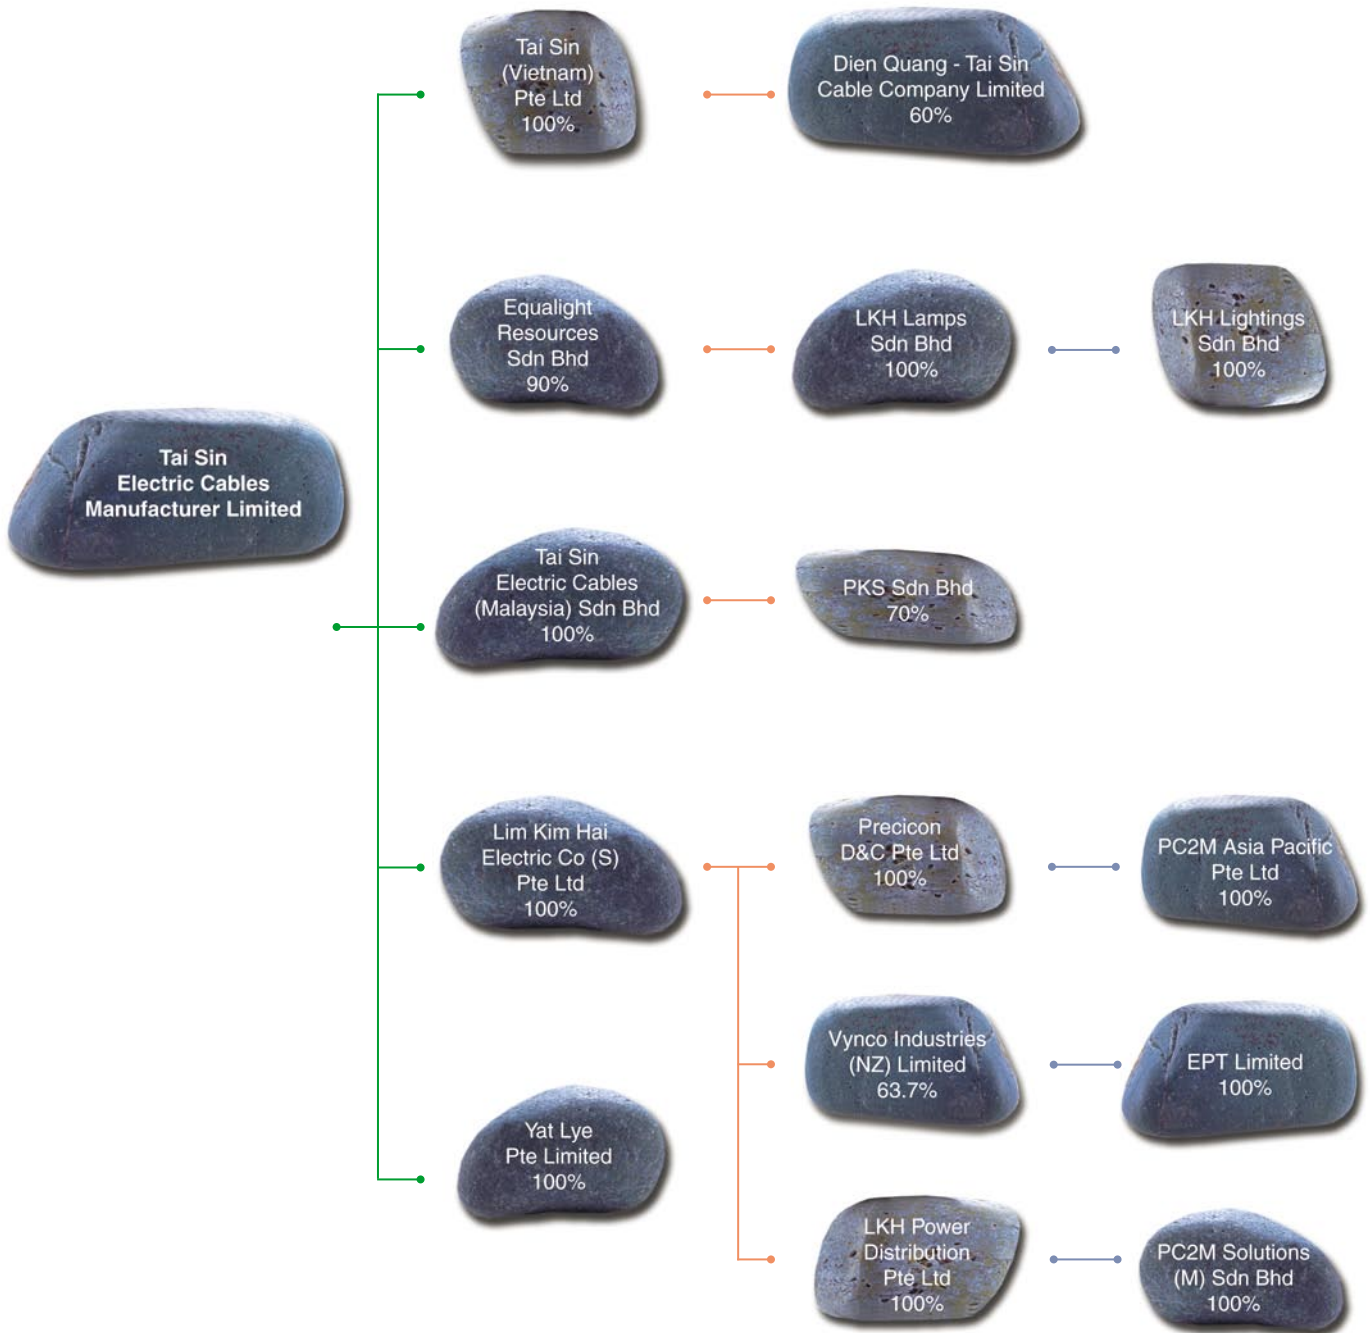 Tai Sin
(Vietnam)
Pte Ltd
100%
Dien Quang - Tai Sin
Cable Company Limited
60%
Equalight
Resources
Sdn Bhd
90%
LKH Lamps
Sdn Bhd
100%
LKH Lightings
Sdn Bhd
100%
Tai Sin
Electric Cables
Manufacturer Limited
Tai Sin
Electric Cables
(Malaysia) Sdn Bhd
100%
PKS Sdn Bhd
70%
Lim Kim Hai
Electric Co (S)
Pte Ltd
100%
Precicon
D&C Pte Ltd
100%
PC2M Asia Pacific
Pte Ltd
100%
Vynco Industries
(NZ) Limited
63.7%
EPT Limited
100%
Yat Lye
Pte Limited
100%
LKH Power
Distribution
Pte Ltd
100%
PC2M Solutions
(M) Sdn Bhd
100%